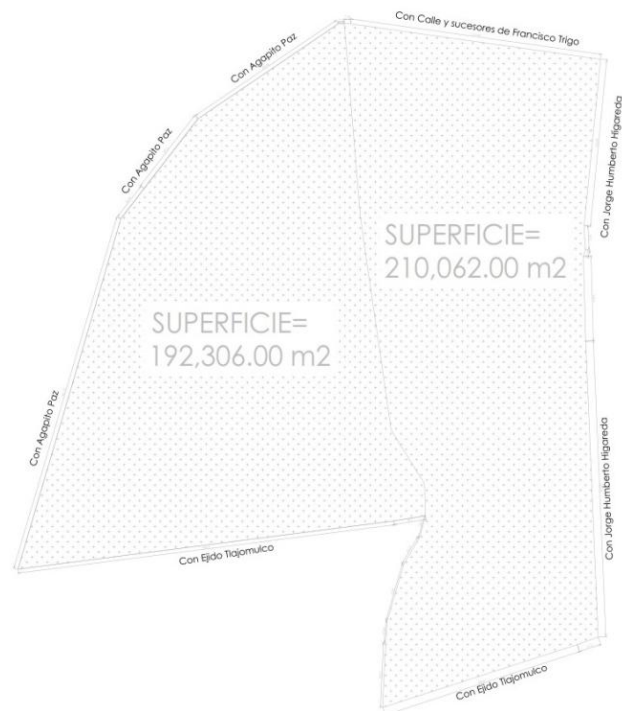 Con Calle y sucesores de Francisco Trigo
Con Agapito Paz
Con Agapito Paz
Con Jorge Humberto Higareda
SUPERFICIE=
210,062.00 m2
SUPERFICIE=
192,306.00 m2
Con Agapito Paz
Con Jorge Humberto Higareda
Con Ejido Tlajomulco
Con Ejido Tlajomulco